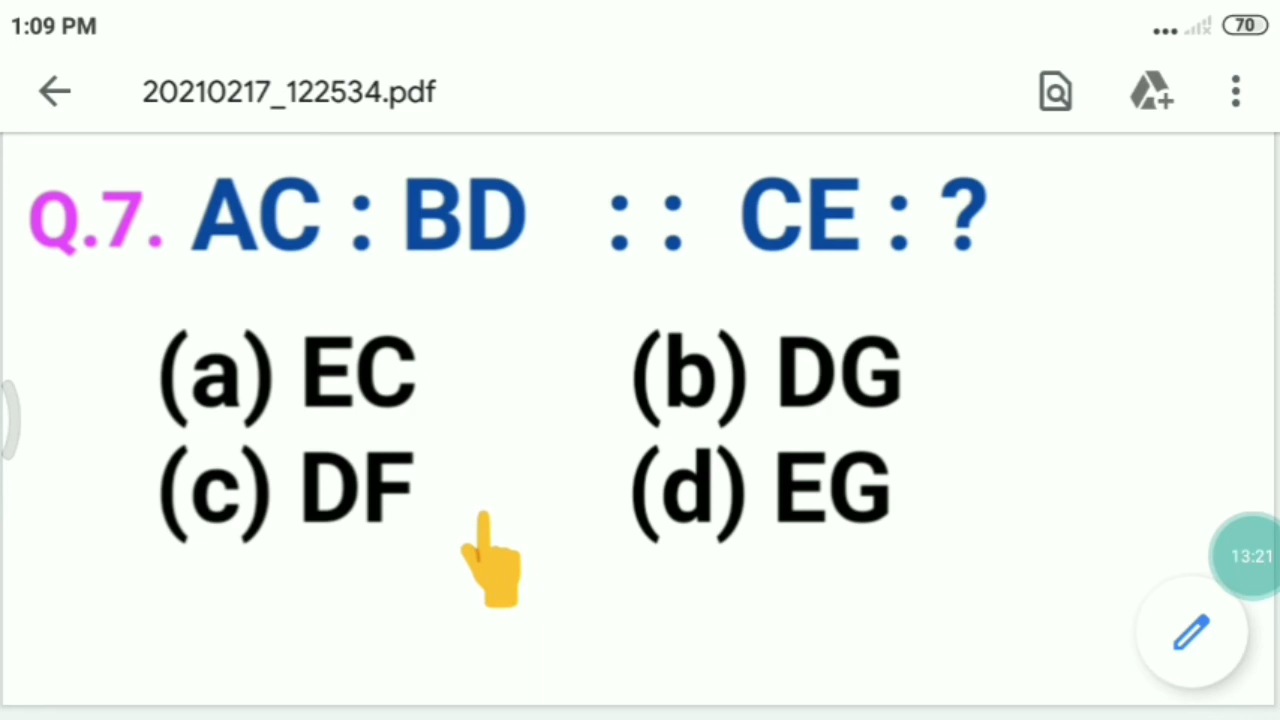 1:09 PM
70
20210217_122534.pdf
Q.7. AC : BD :: CE : ?
(a) EC (b) DG
(c) DF (d) EG
13:21